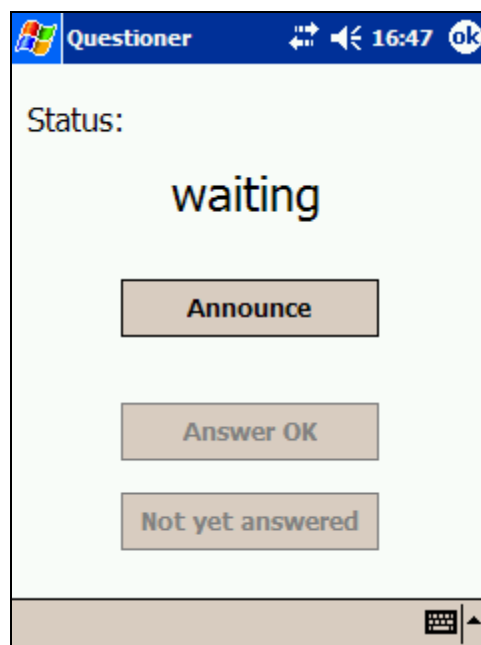 Questioner 16:47 ok
Status:
waiting
Announce
Answer OK
Not yet answered